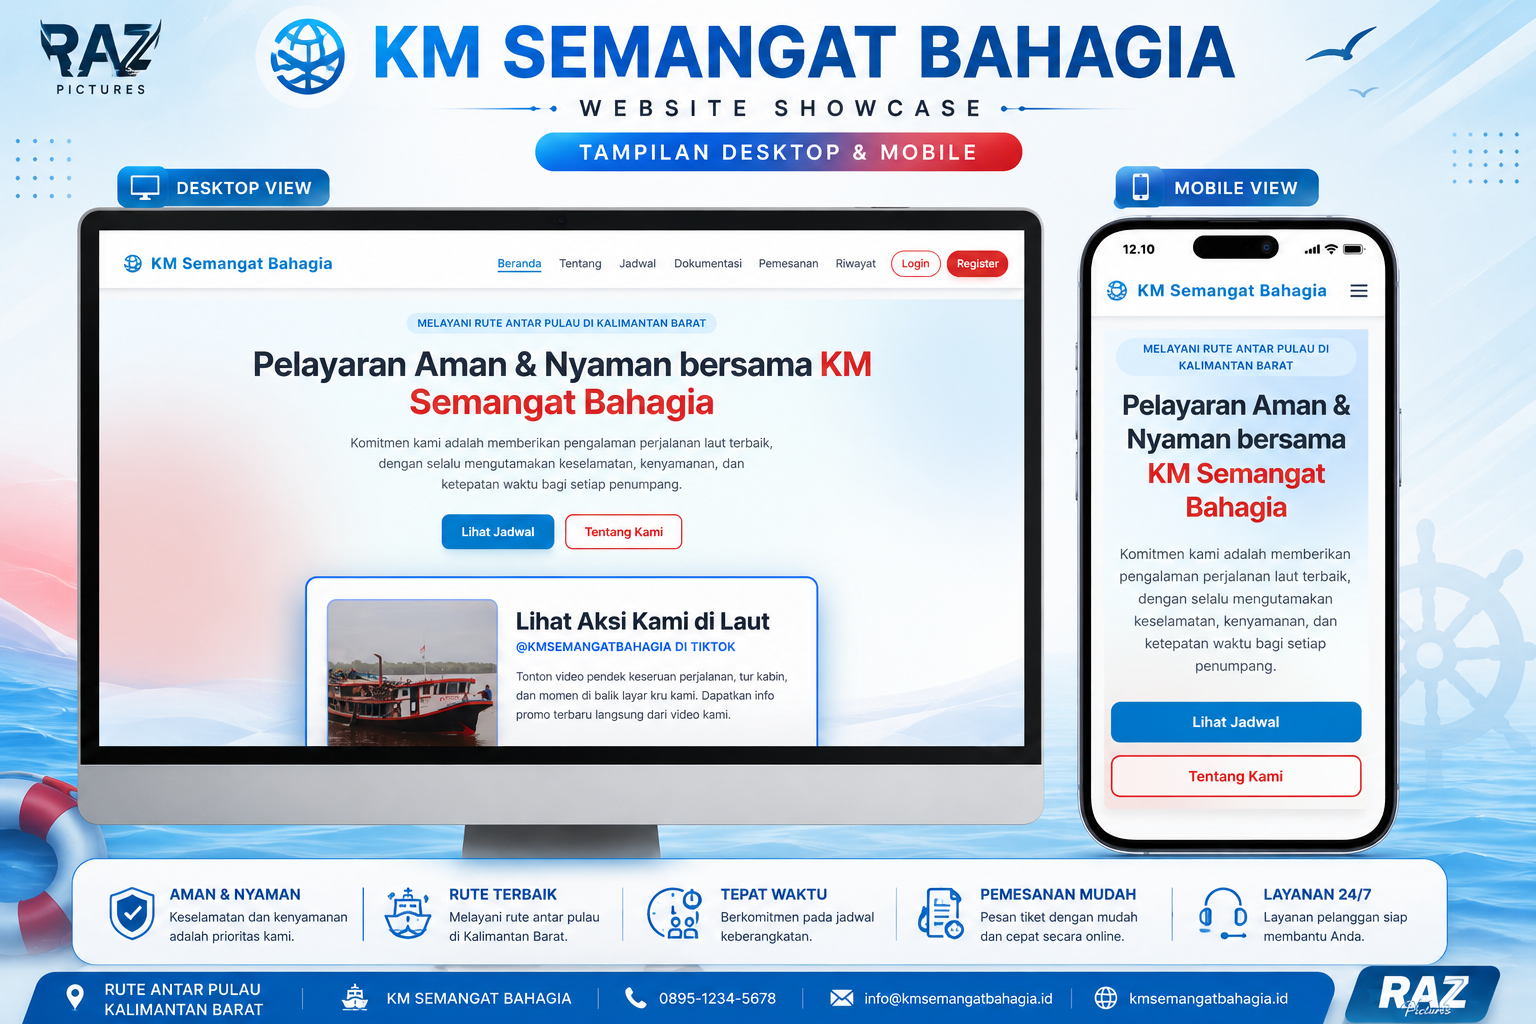 RAZ
PICTURES
KM SEMANGAT BAHAGIA
WEBSITE SHOWCASE
TAMPILAN DESKTOP & MOBILE
DESKTOP VIEW
KM Semangat Bahagia
Beranda Tentang Jadwal Dokumentasi Pemesanan Riwayat Login Register
MELAYANI RUTE ANTAR PULAU DI KALIMANTAN BARAT
Pelayaran Aman & Nyaman bersama KM
Semangat Bahagia
Komitmen kami adalah memberikan pengalaman perjalanan laut terbaik,
dengan selalu mengutamakan keselamatan, kenyamanan, dan
ketepatan waktu bagi setiap penumpang.
Lihat Jadwal
Tentang Kami
Lihat Aksi Kami di Laut
@KMSEMANGATBAHAGIA DI TIKTOK
Tonton video pendek keseruan perjalanan, tur kabin,
dan momen di balik layar kru kami. Dapatkan info
promo terbaru langsung dari video kami.
MOBILE VIEW
12.10
KM Semangat Bahagia
MELAYANI RUTE ANTAR PULAU DI
KALIMANTAN BARAT
Pelayaran Aman &
Nyaman bersama
KM Semangat
Bahagia
Komitmen kami adalah memberikan
pengalaman perjalanan laut terbaik,
dengan selalu mengutamakan
keselamatan, kenyamanan, dan
ketepatan waktu bagi setiap
penumpang.
Lihat Jadwal
Tentang Kami
AMAN & NYAMAN
Keselamatan dan kenyamanan
adalah prioritas kami.
RUTE TERBAIK
Melayani rute antar pulau
di Kalimantan Barat.
TEPAT WAKTU
Berkomitmen pada jadwal
keberangkatan.
PEMESANAN MUDAH
Pesan tiket dengan mudah
dan cepat secara online.
LAYANAN 24/7
Layanan pelanggan siap
membantu Anda.
RUTE ANTAR PULAU
KALIMANTAN BARAT
KM SEMANGAT BAHAGIA
0895-1234-5678
info@kmsemangatbahagia.id
kmsemangatbahagia.id
RAZ
Pictures